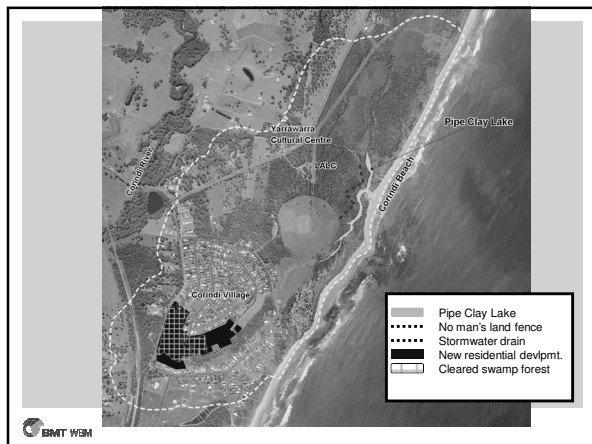 Yarrawarra
Cultural Centre
Pipe Clay Lake
Corindi River
LALC
Corindi Beach
Corindi Village
Pipe Clay Lake
No man's land fence
Stormwater drain
New residential devlpmt.
Cleared swamp forest
BMT WBM